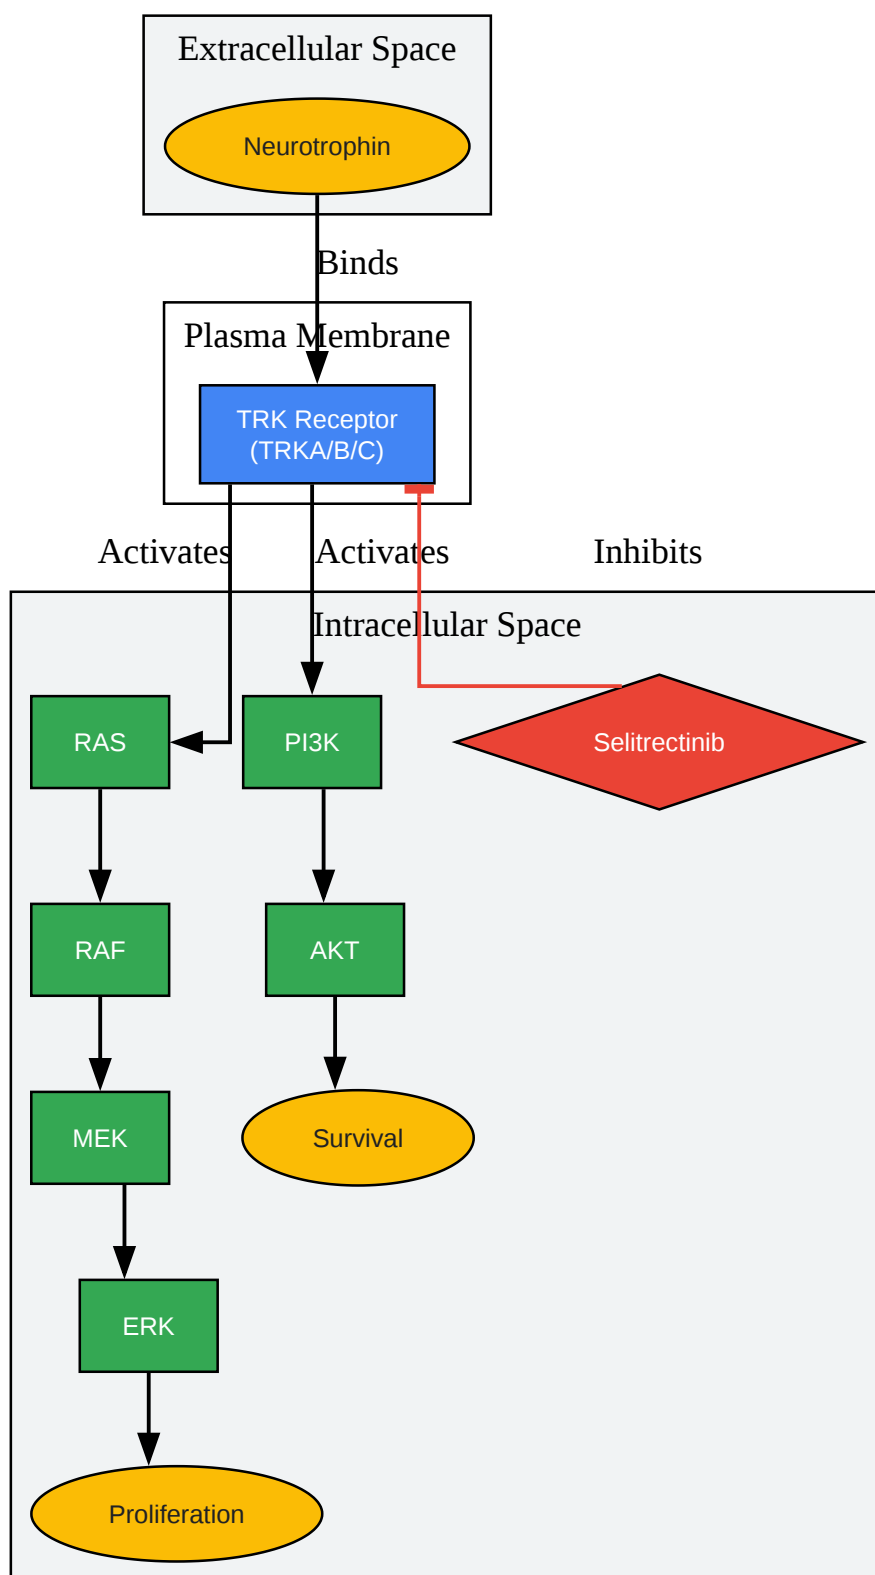 Extracellular Space
Neurotrophin
Binds
Plasma Membrane
TRK Receptor
(TRKA/B/C)
Activates
Activates
Inhibits
Intracellular Space
RAS
PI3K
Selitrectinib
RAF
AKT
MEK
Survival
ERK
Proliferation